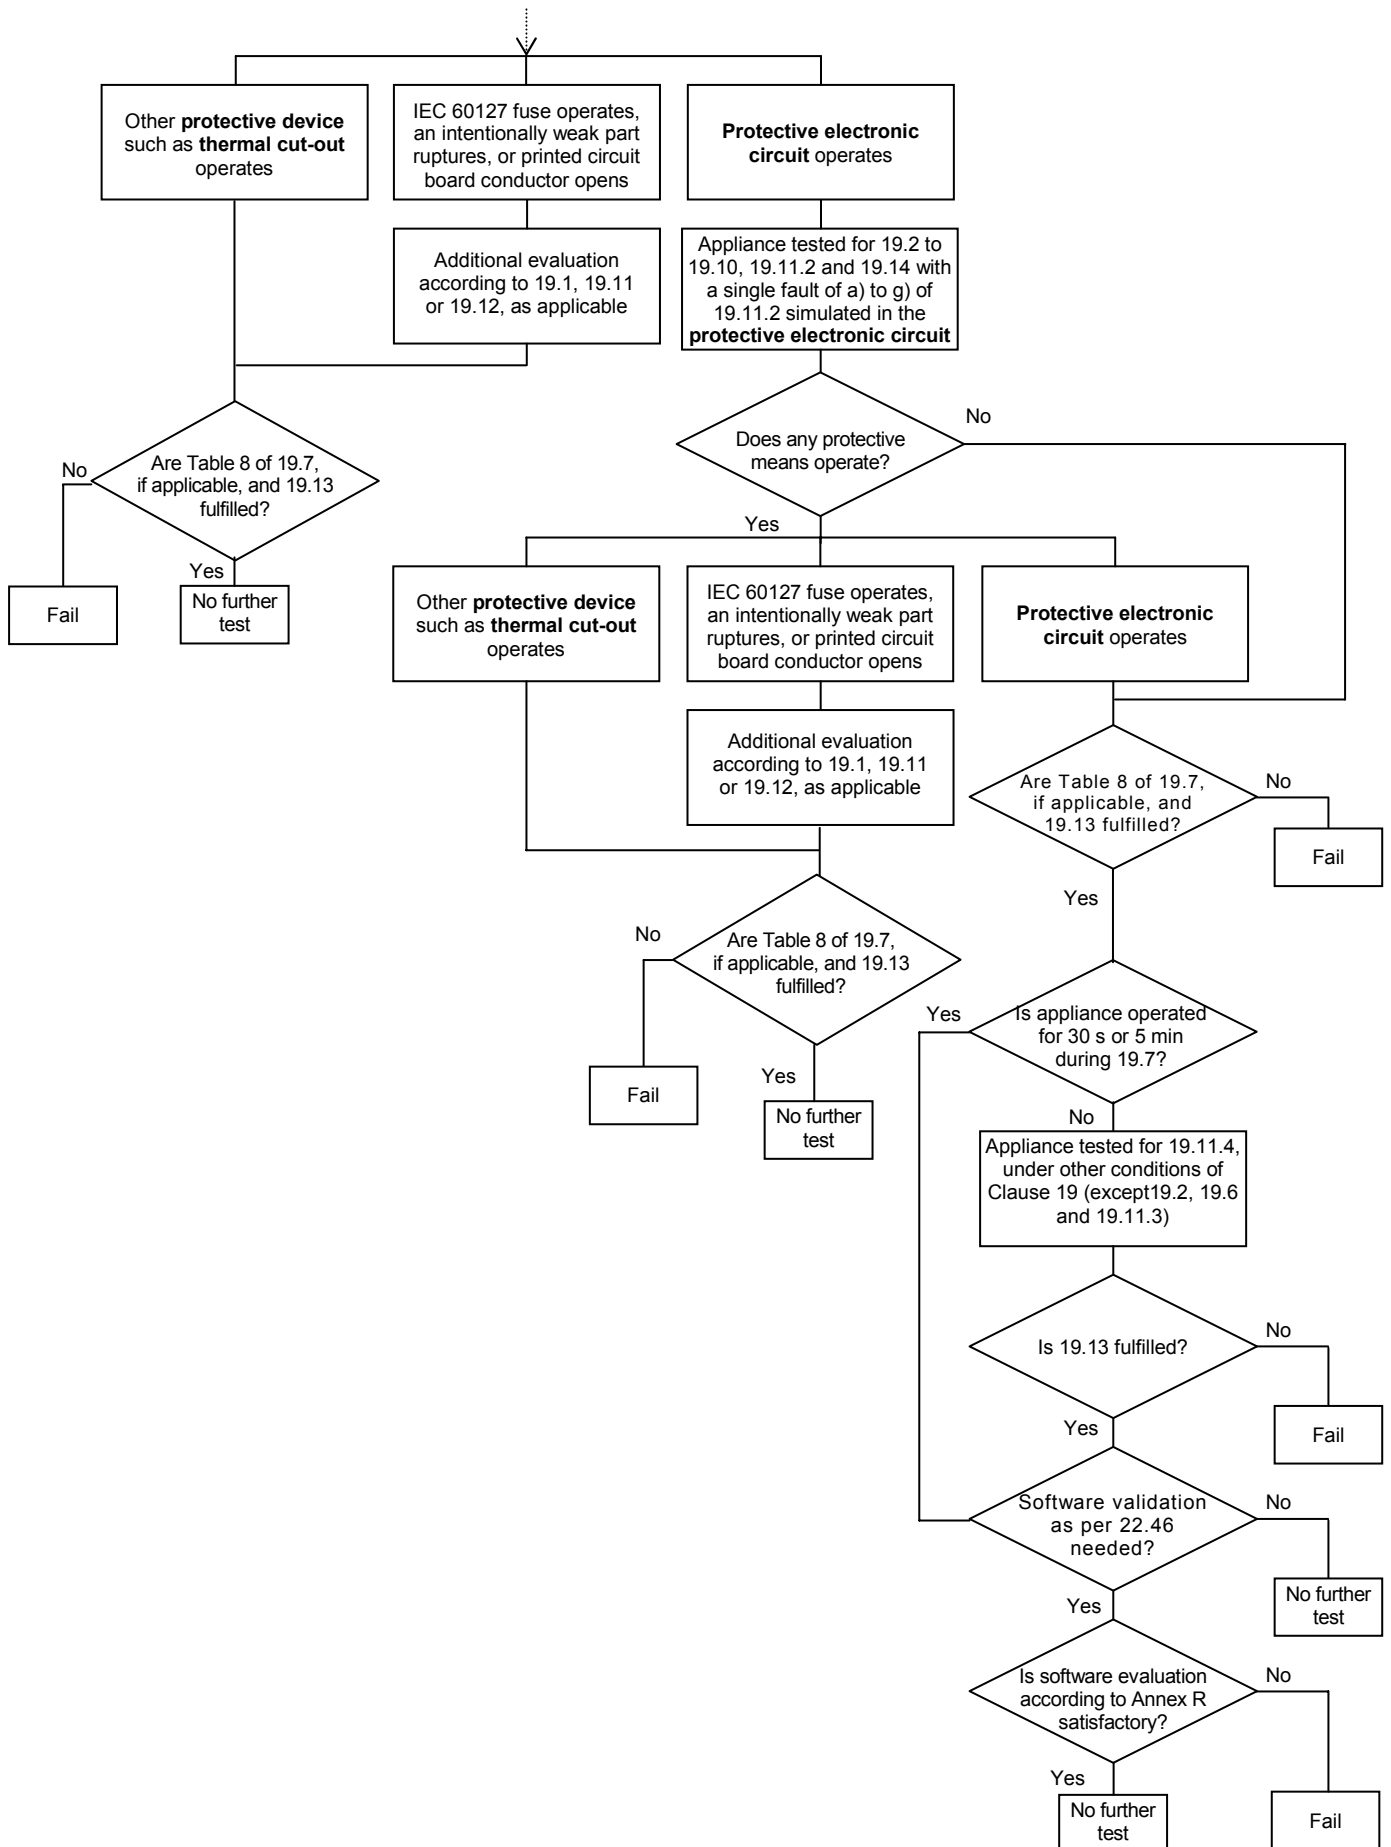 Other protective device
such as thermal cut-out
operates
IEC 60127 fuse operates,
an intentionally weak part
ruptures, or printed circuit
board conductor opens
Protective electronic
circuit operates
Additional evaluation
according to 19.1, 19.11
or 19.12, as applicable
Appliance tested for 19.2 to
19.10, 19.11.2 and 19.14 with
a single fault of a) to g) of
19.11.2 simulated in the
protective electronic circuit
Does any protective
means operate?
No
Yes
Are Table 8 of 19.7,
if applicable, and 19.13
fulfilled?
No
Yes
Fail
No further
test
Other protective device
such as thermal cut-out
operates
IEC 60127 fuse operates,
an intentionally weak part
ruptures, or printed circuit
board conductor opens
Protective electronic
circuit operates
Additional evaluation
according to 19.1, 19.11
or 19.12, as applicable
Are Table 8 of 19.7,
if applicable, and
19.13 fulfilled?
No
Fail
Yes
Are Table 8 of 19.7,
if applicable, and 19.13
fulfilled?
No
Yes
Fail
No further
test
Is appliance operated
for 30 s or 5 min
during 19.7?
Yes
No
Appliance tested for 19.11.4,
under other conditions of
Clause 19 (except19.2, 19.6
and 19.11.3)
Is 19.13 fulfilled?
No
Fail
Yes
Software validation
as per 22.46
needed?
No
No further
test
Yes
Is software evaluation
according to Annex R
satisfactory?
No
Yes
No further
test
Fail